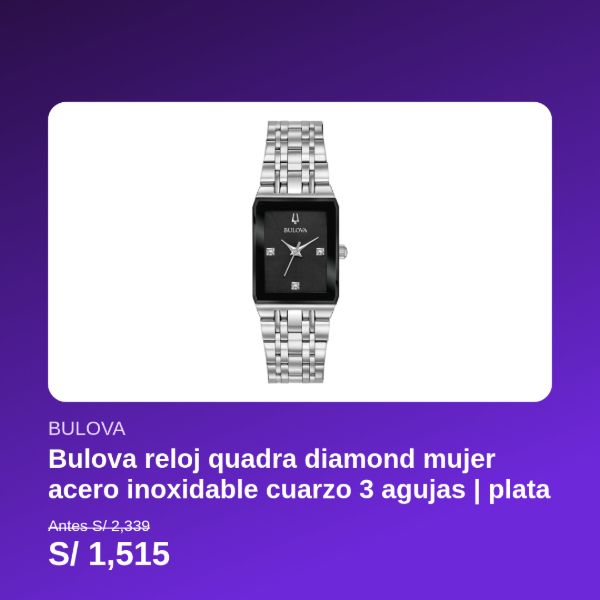 BULOVA
BULOVA
Bulova reloj quadra diamond mujer
acero inoxidable cuarzo 3 agujas | plata
Antes S/ 2,339
S/ 1,515